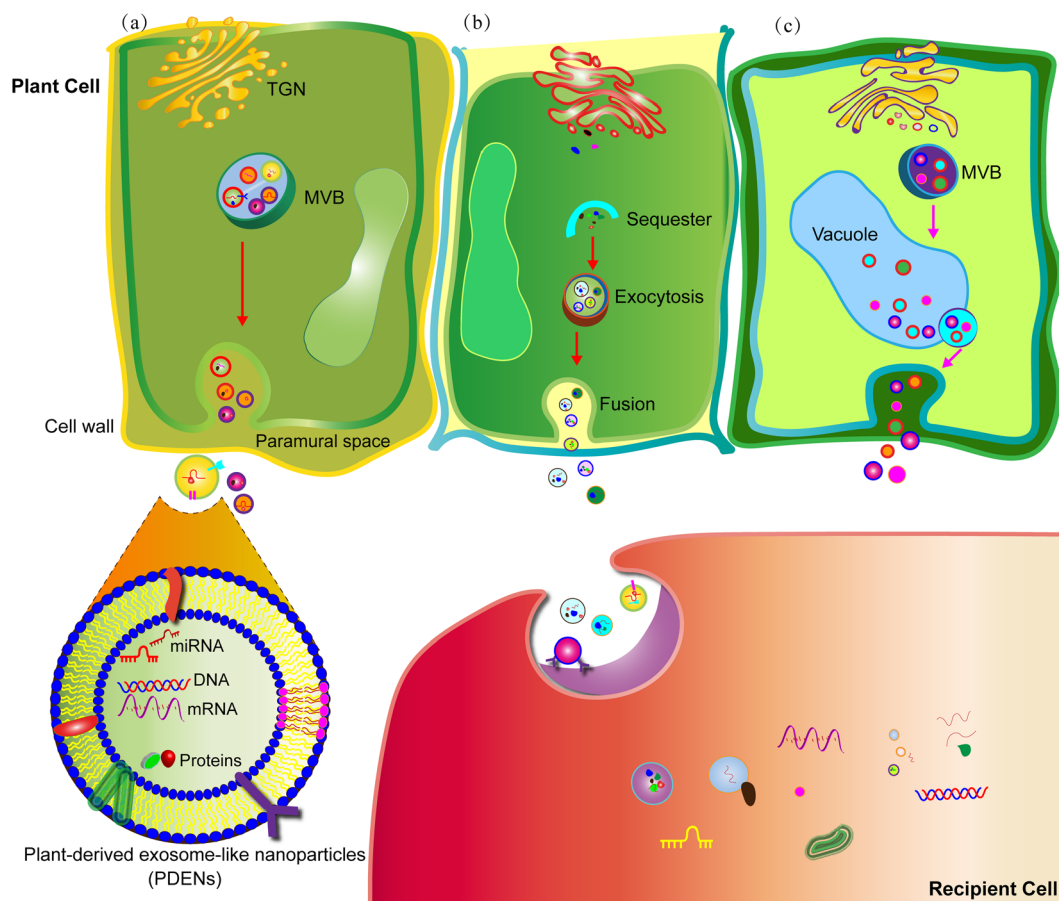 (a)
(b)
(c)
Plant Cell
TGN
MVB
Cell wall
Paramural space
Sequester
Exocytosis
Fusion
MVB
Vacuole
miRNA
DNA
mRNA
Proteins
Plant-derived exosome-like nanoparticles
(PDENs)
Recipient Cell